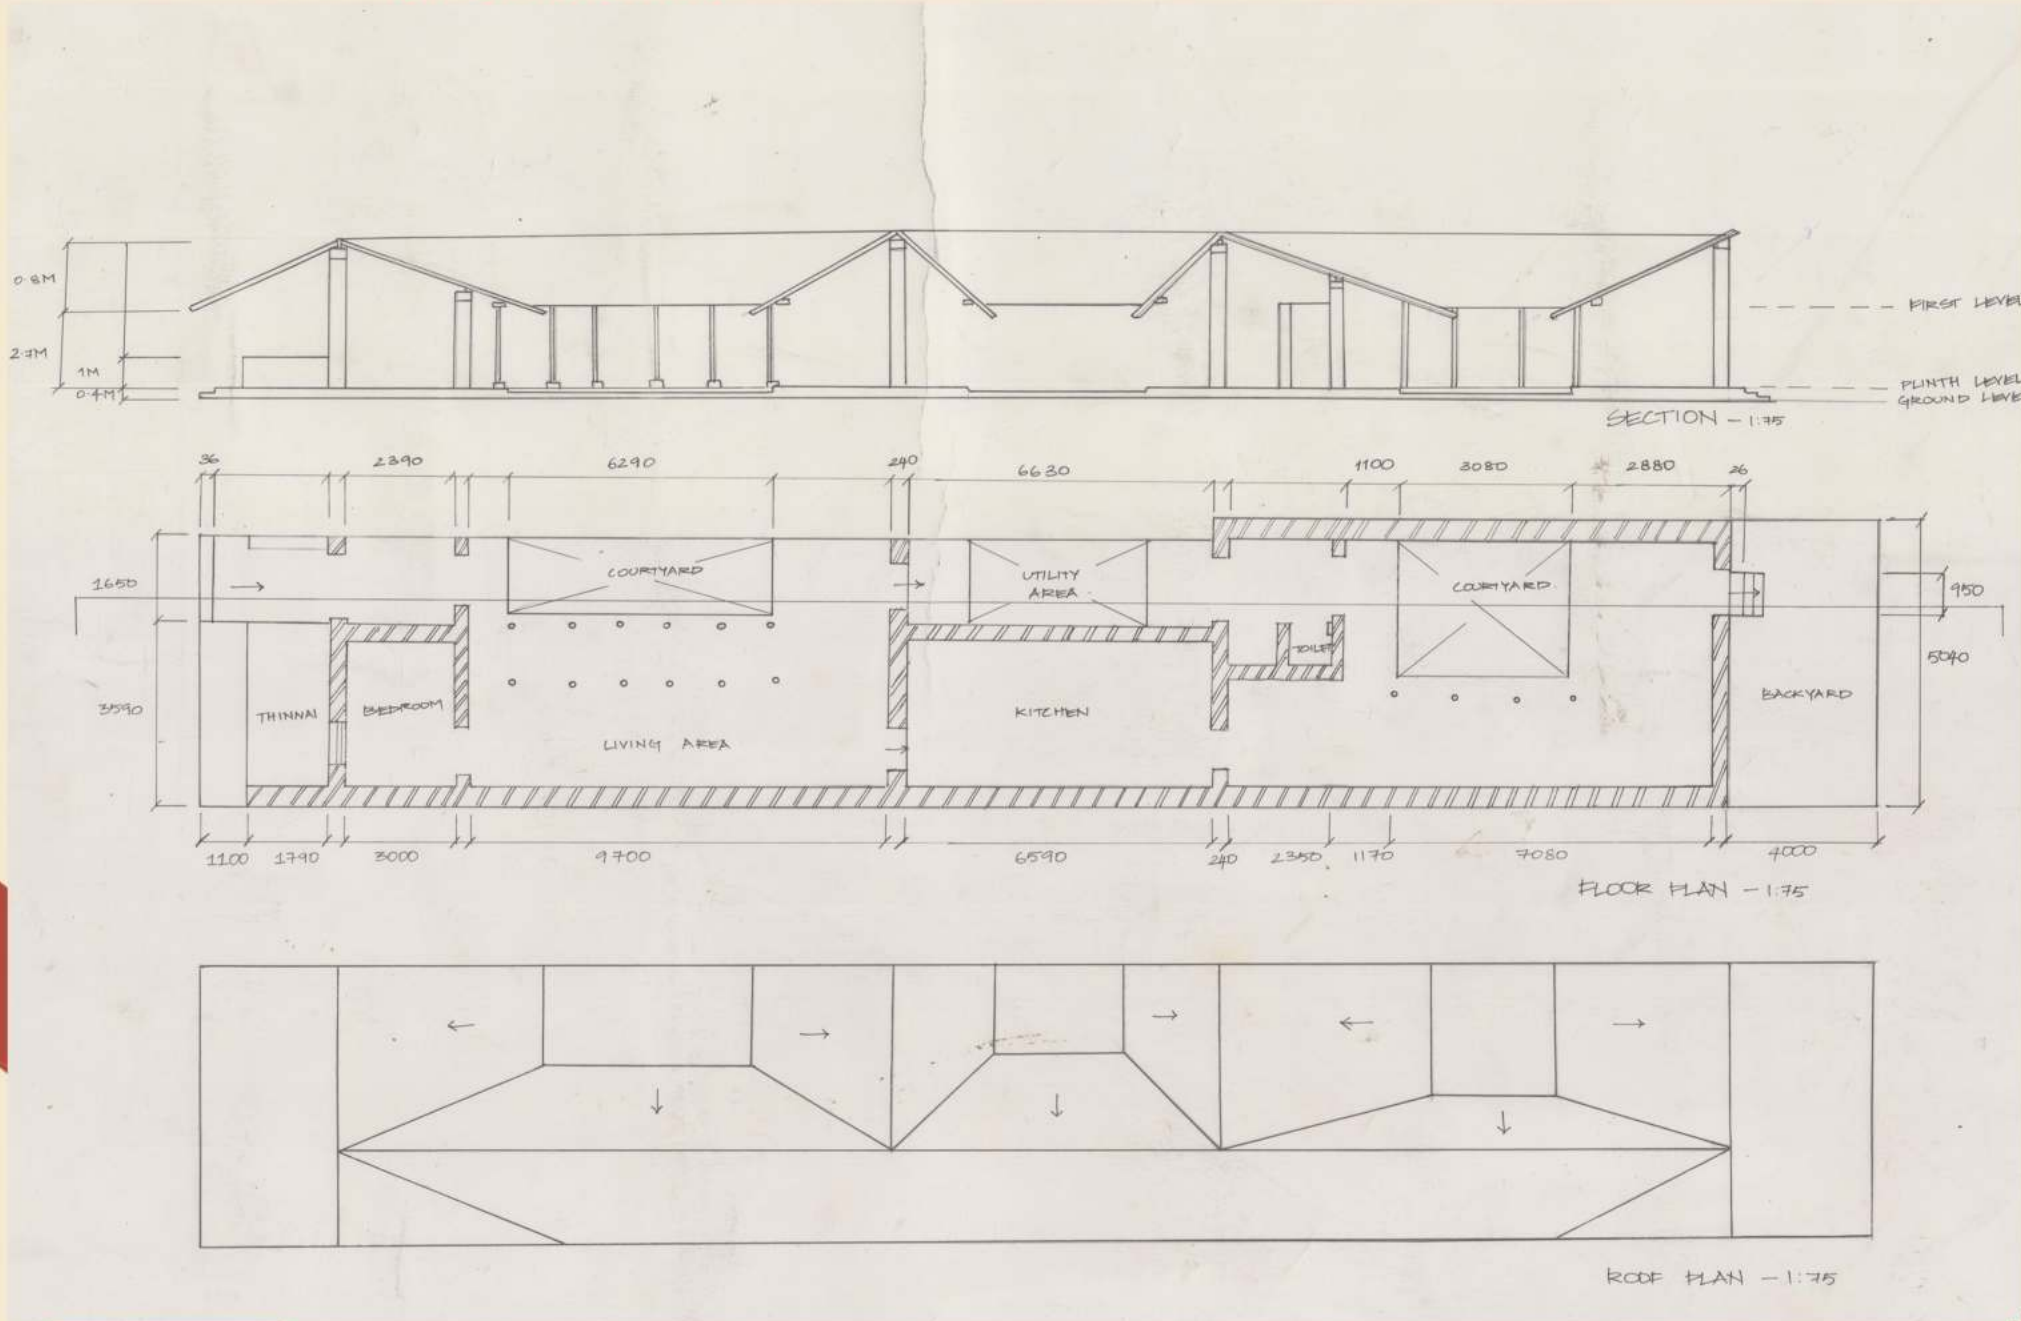 0.8M
2.7M
1M
0.4M
FIRST LEVEL
PLINTH LEVEL
GROUND LEVE
SECTION - 1:75
36
2390
6290
240
6630
1100
3080
2880
26
1650
3590
COURTYARD
UTILITY
AREA
COURTYARD
950
5040
THINNAI
BEDROOM
LIVING AREA
KITCHEN
TOILET
BACKYARD
1100
1790
3000
9700
6590
240
2350
1170
7080
4000
FLOOR PLAN - 1:75
ROOF PLAN - 1:75